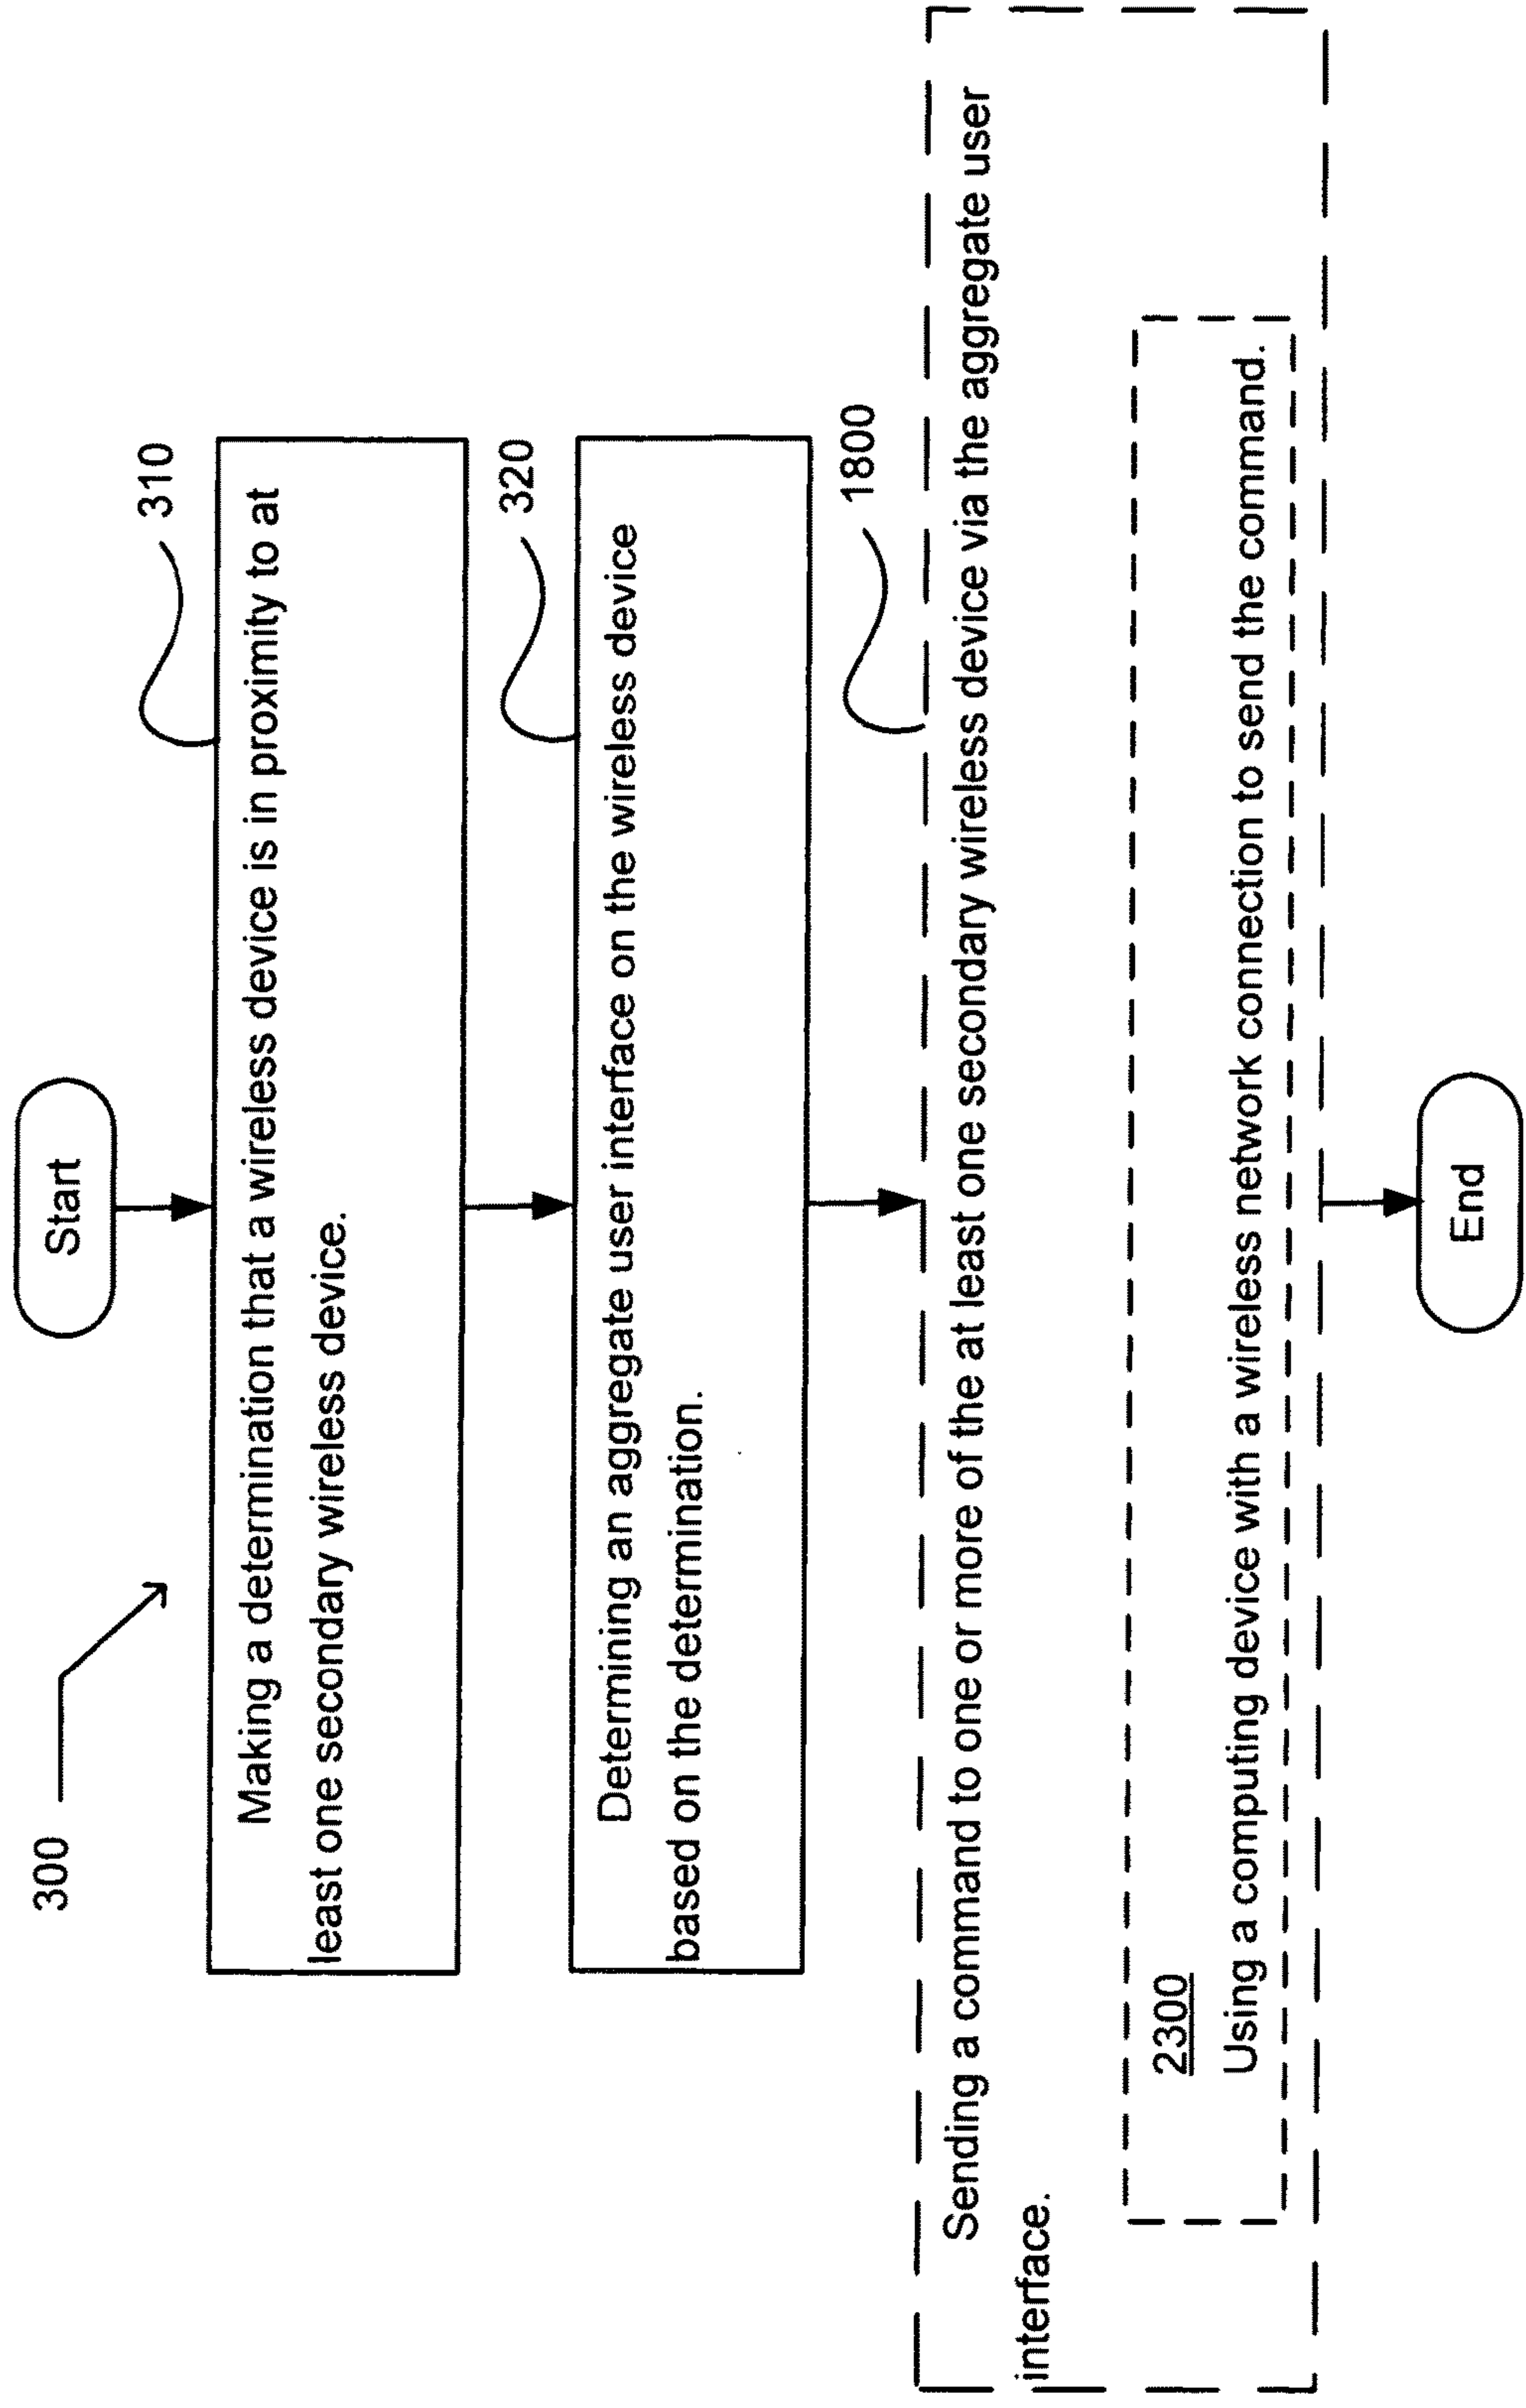 300
Start
310
Making a determination that a wireless device is in proximity to at
least one secondary wireless device.
320
Determining an aggregate user interface on the wireless device
based on the determination.
1800
Sending a command to one or more of the at least one secondary wireless device via the aggregate user
interface.
2300
Using a computing device with a wireless network connection to send the command.
End